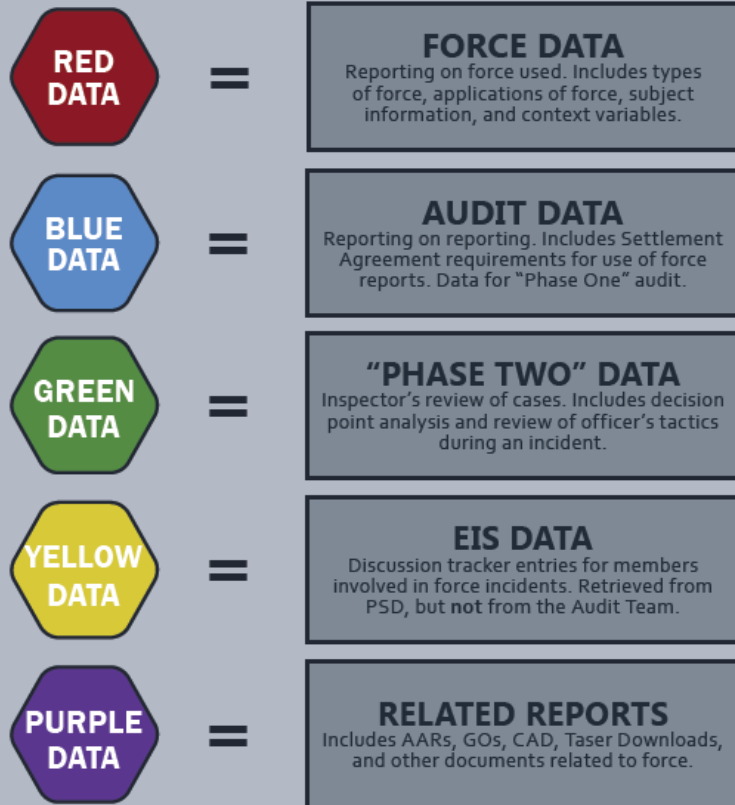 RED
DATA
=
FORCE DATA
Reporting on force used. Includes types
of force, applications of force, subject
information, and context variables.
BLUE
DATA
=
AUDIT DATA
Reporting on reporting. Includes Settlement
Agreement requirements for use of force
reports. Data for “Phase One” audit.
GREEN
DATA
=
“PHASE TWO” DATA
Inspector’s review of cases. Includes decision
point analysis and review of officer’s tactics
during an incident.
YELLOW
DATA
=
EIS DATA
Discussion tracker entries for members
involved in force incidents. Retrieved from
PSD, but not from the Audit Team.
PURPLE
DATA
=
RELATED REPORTS
Includes AARs, GOs, CAD, Taser Downloads,
and other documents related to force.